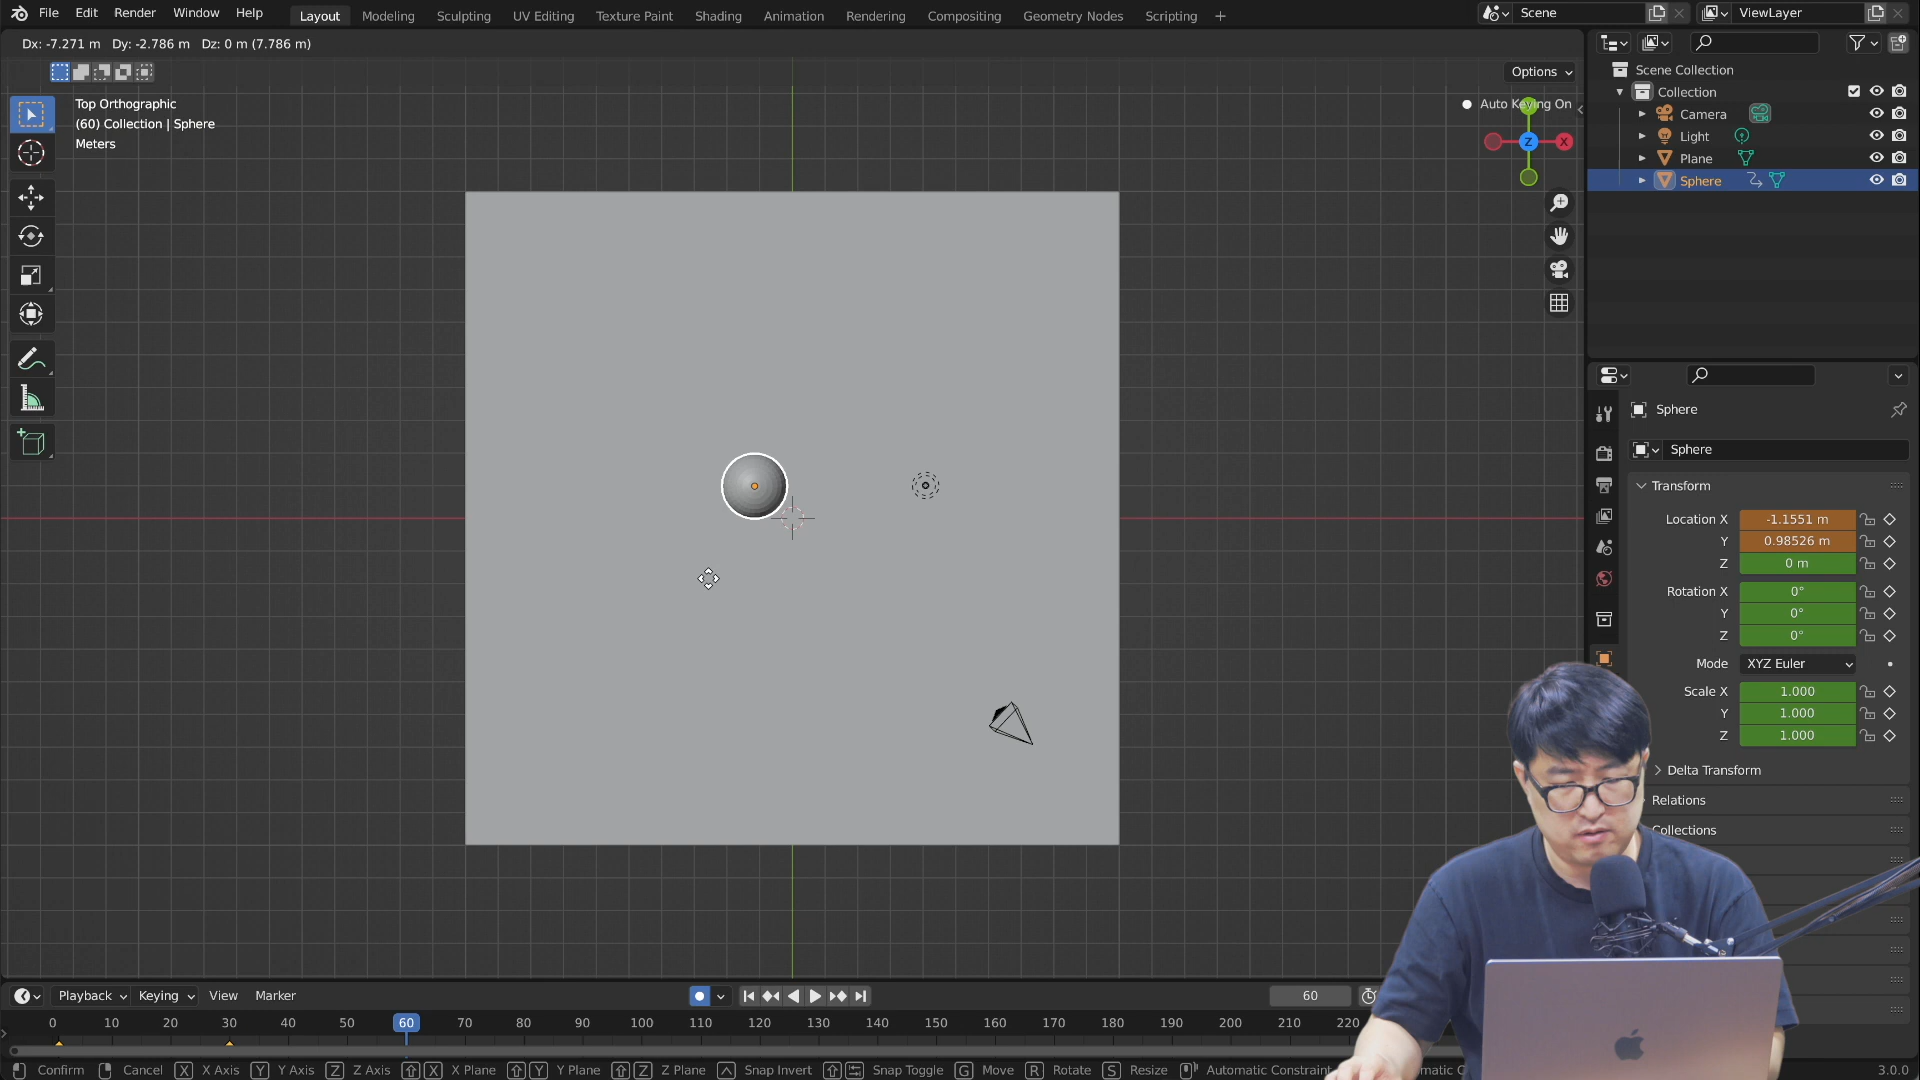 File Edit Render Window Help Layout Modeling Sculpting UV Editing Texture Paint Shading Animation Rendering Compositing Geometry Nodes Scripting + Scene ViewLayer
Dx: -7.271 m Dy: -2.786 m Dz: 0 m (7.786 m)
Options
Top Orthographic
(60) Collection | Sphere
Meters
Auto Keying On
Z X
Scene Collection
Collection
Camera
Light
Plane
Sphere
Sphere
Sphere
Transform
Location X -1.1551 m
Y 0.98526 m
Z 0 m
Rotation X 0°
Y 0°
Z 0°
Mode XYZ Euler
Scale X 1.000
Y 1.000
Z 1.000
Delta Transform
Relations
Collections
Playback Keying View Marker 60
0 10 20 30 40 50 60 70 80 90 100 110 120 130 140 150 160 170 180 190 200 210 220
Confirm Cancel X X Axis Y Y Axis Z Z Axis X X Plane Y Y Plane Z Z Plane Snap Invert Snap Toggle G Move R Rotate S Resize Automatic Constraint 3.0.0